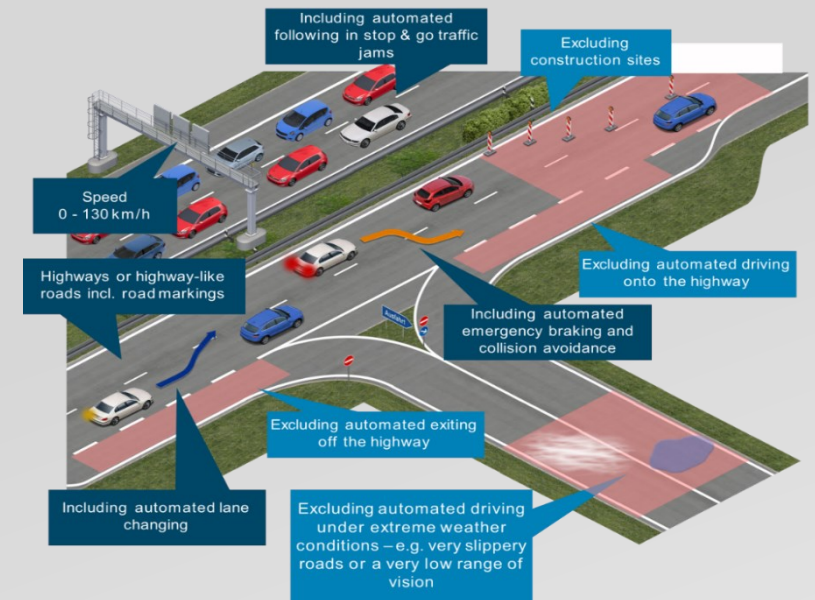 Including automated
following in stop & go traffic
jams
Excluding
construction sites
Speed
0 - 130 km/h
Highways or highway-like
roads incl. road markings
Excluding automated driving
onto the highway
Including automated
emergency braking and
collision avoidance
Ausfahrt
Excluding automated exiting
off the highway
Including automated lane
changing
Excluding automated driving
under extreme weather
conditions – e.g. very slippery
roads or a very low range of
vision